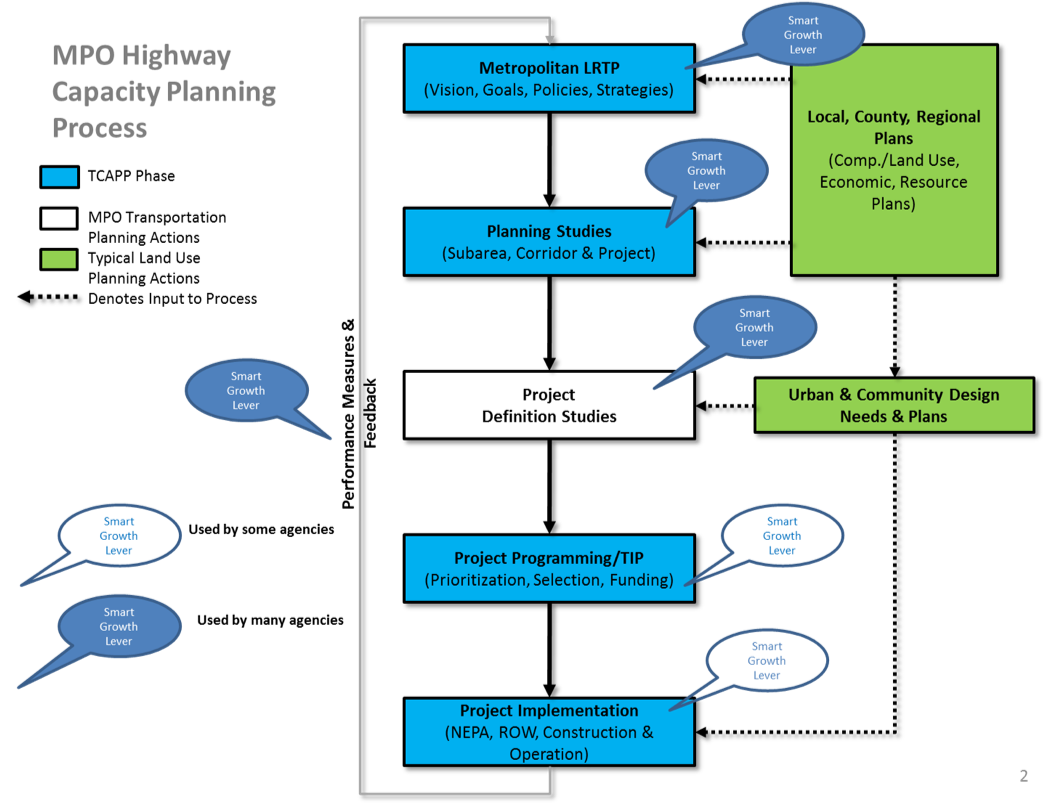 MPO Highway
Capacity Planning
Process
TCAPP Phase
MPO Transportation
Planning Actions
Typical Land Use
Planning Actions
Denotes Input to Process
Smart
Growth
Lever
Metropolitan LRTP
(Vision, Goals, Policies, Strategies)
Local, County, Regional
Plans
(Comp./Land Use,
Economic, Resource
Plans)
Smart
Growth
Lever
Planning Studies
(Subarea, Corridor & Project)
Smart
Growth
Lever
Performance Measures &
Feedback
Smart
Growth
Lever
Project
Definition Studies
Urban & Community Design
Needs & Plans
Smart
Growth
Lever
Used by some agencies
Smart
Growth
Lever
Used by many agencies
Project Programming/TIP
(Prioritization, Selection, Funding)
Smart
Growth
Lever
Smart
Growth
Lever
Project Implementation
(NEPA, ROW, Construction &
Operation)
2